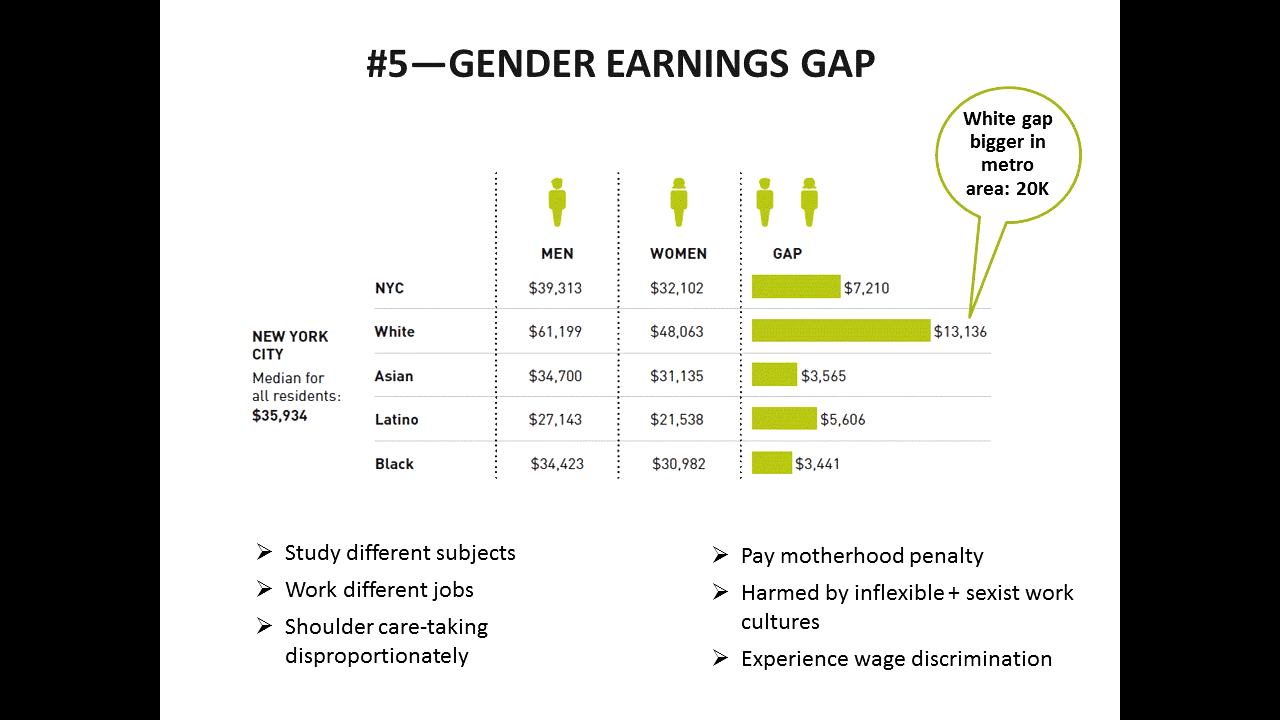 #5—GENDER EARNINGS GAP
White gap
bigger in
metro
area: 20K
MEN WOMEN GAP
NYC $39,313 $32,102 $7,210
White $61,199 $48,063 $13,136
Asian $34,700 $31,135 $3,565
Latino $27,143 $21,538 $5,606
Black $34,423 $30,982 $3,441
NEW YORK
CITY
Median for
all residents:
$35,934
Study different subjects
Work different jobs
Shoulder care-taking
disproportionately
Pay motherhood penalty
Harmed by inflexible + sexist work
cultures
Experience wage discrimination